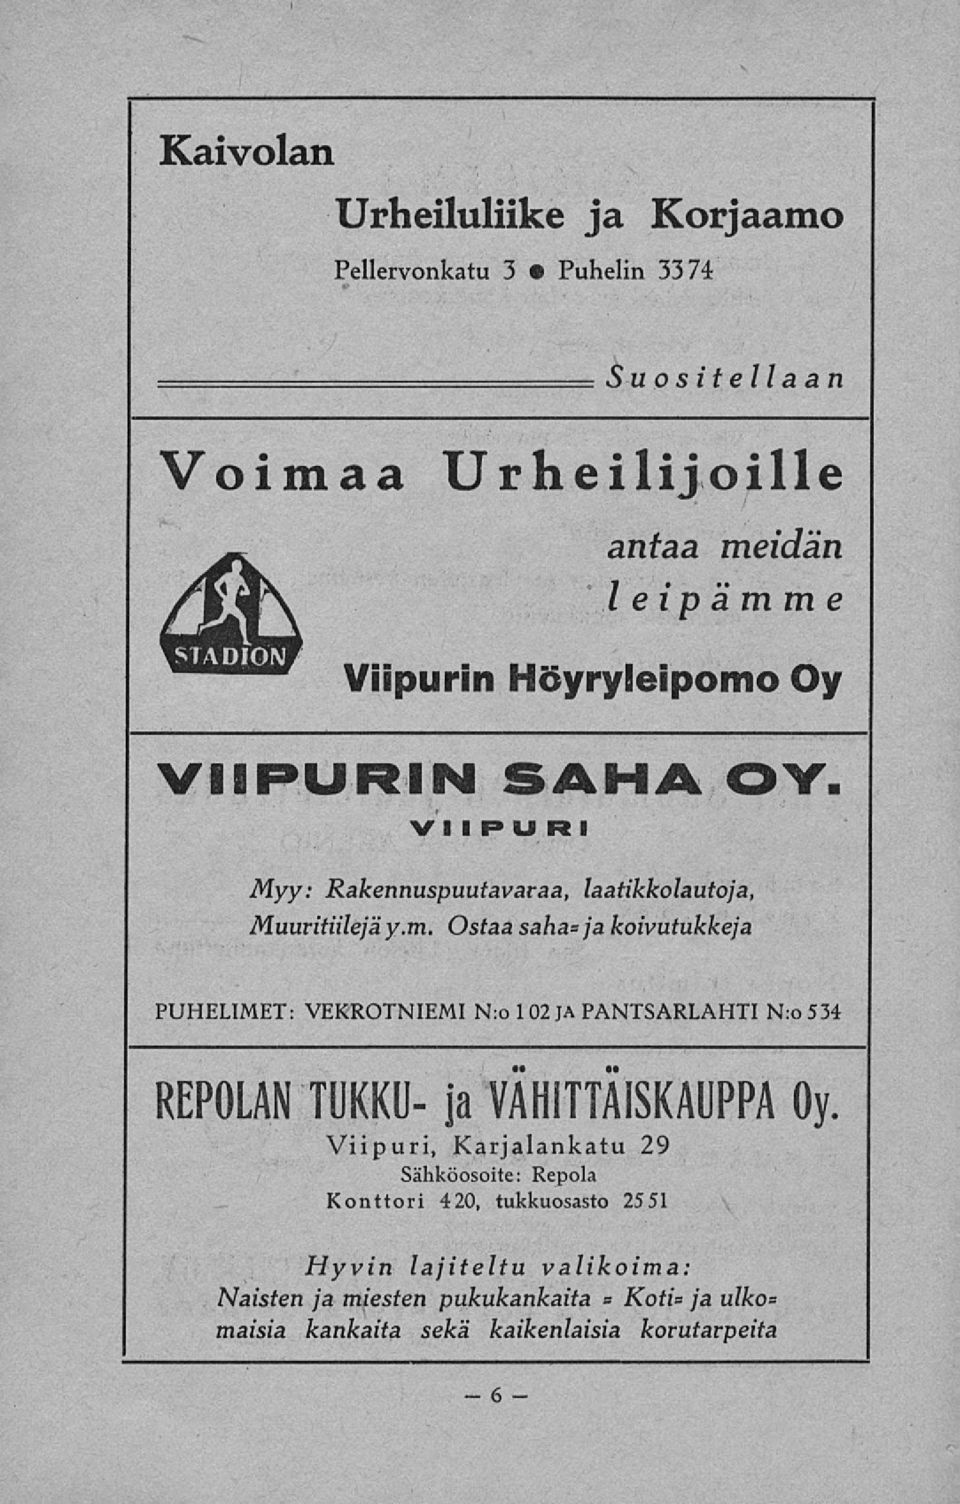 Kaivolan
Urheiluliike ja Korjaamo
Pellervonkatu 3 • Puhelin 3374
Suositellaan
Voimaa Urheilijoille
antaa meidän
leipämme
STADION
Viipurin Höyryleipomo Oy
VIIPURIN SAHA OY.
VIIPURI
Myy: Rakennuspuutavaraa, laatikkolautoja,
Muuritiilejä y.m. Ostaa saha= ja koivutukkeja
PUHELIMET: VEKROTNIEMI N:o 102 JA PANTSARLAHTI N:o 534
REPOLAN TUKKU- ja VÄHITTÄISKAUPPA Oy.
Viipuri, Karjalankatu 29
Sähköosoite: Repola
Konttori 420, tukkuosasto 2551
Hyvin lajiteltu valikoima:
Naisten ja miesten pukukankaita = Koti= ja ulko=
maisia kankaita sekä kaikenlaisia korutarpeita
— 6 —